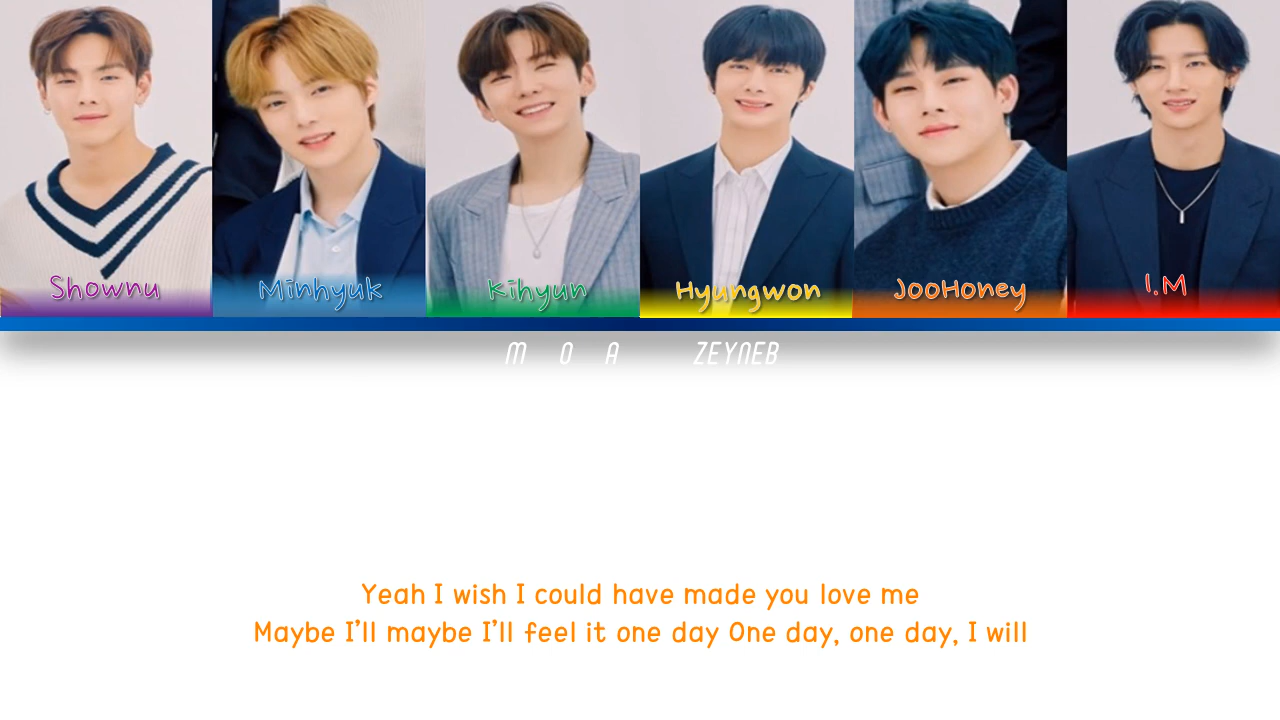 Shownu Minhyuk Kihyun Hyungwon JooHoney I.M
M O A ZEYNEB
Yeah I wish I could have made you love me
Maybe I'll maybe I'll feel it one day One day, one day, I will